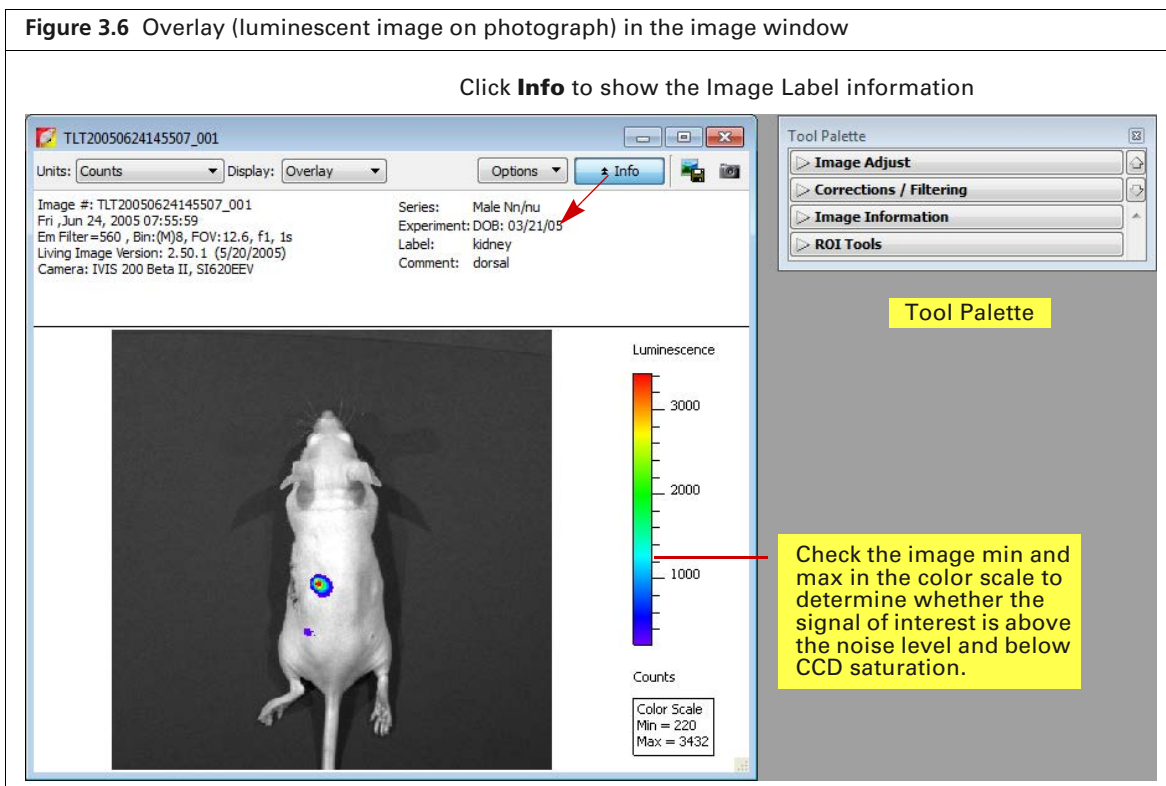 Figure 3.6 Overlay (luminescent image on photograph) in the image window
Click Info to show the Image Label information
TLT20050624145507_001
Units: Counts Display: Overlay Options Info
Image #: TLT20050624145507_001
Fri ,Jun 24, 2005 07:55:59
Em Filter=560 , Bin:(M)8, FOV:12.6, f1, 1s
Living Image Version: 2.50.1 (5/20/2005)
Camera: IVIS 200 Beta II, SI620EEV
Series: Male Nn/nu
Experiment: DOB: 03/21/05
Label: kidney
Comment: dorsal
Luminescence
3000
2000
1000
Counts
Color Scale
Min = 220
Max = 3432
Tool Palette
Image Adjust
Corrections / Filtering
Image Information
ROI Tools
Tool Palette
Check the image min and
max in the color scale to
determine whether the
signal of interest is above
the noise level and below
CCD saturation.